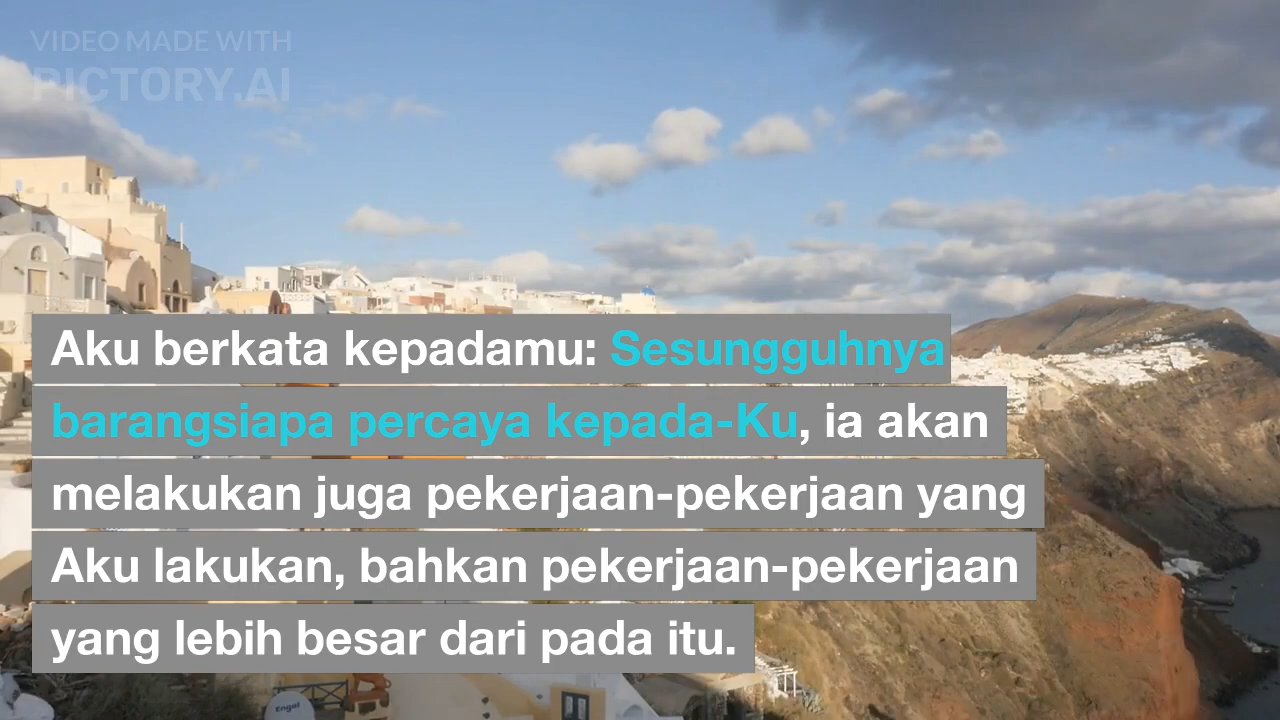 VIDEO MADE WITH
PICTORY.AI
Aku berkata kepadamu: Sesungguhnya
barangsiapa percaya kepada-Ku, ia akan
melakukan juga pekerjaan-pekerjaan yang
Aku lakukan, bahkan pekerjaan-pekerjaan
yang lebih besar dari pada itu.
Engel